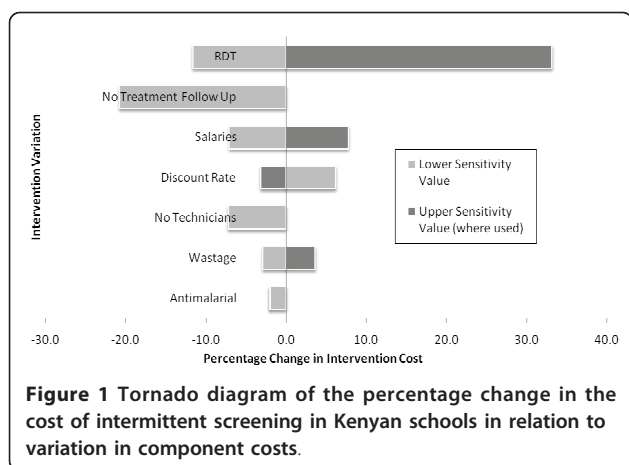 RDT
No Treatment Follow Up
Salaries
Discount Rate
No Technicians
Wastage
Antimalarial
Intervention Variation
Lower Sensitivity
Value
Upper Sensitivity
Value (where used)
-30.0 -20.0 -10.0 0.0 10.0 20.0 30.0 40.0
Percentage Change in Intervention Cost
Figure 1 Tornado diagram of the percentage change in the
cost of intermittent screening in Kenyan schools in relation to
variation in component costs.